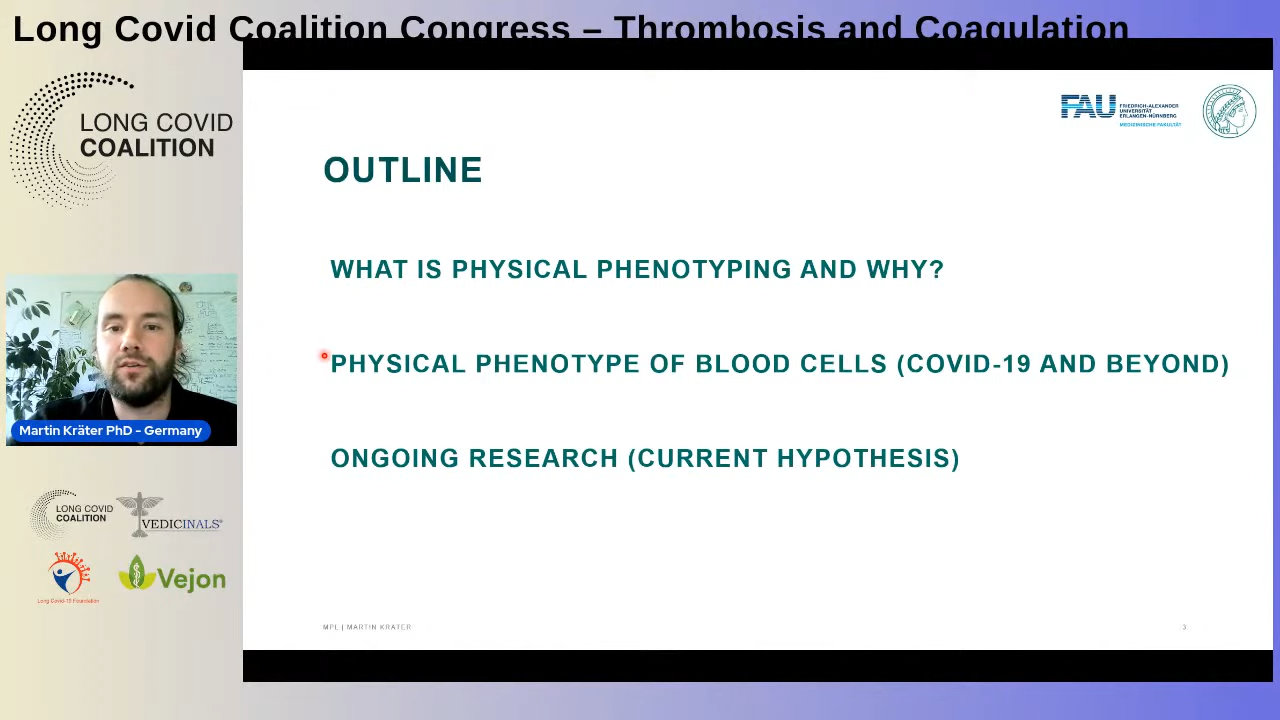 Long Covid Coalition Congress – Thrombosis and Coagulation
LONG COVID
COALITION
FAU
FRIEDRICH-ALEXANDER
UNIVERSITÄT
ERLANGEN-NÜRNBERG
MEDIZINISCHE FAKULTÄT
OUTLINE
WHAT IS PHYSICAL PHENOTYPING AND WHY?
PHYSICAL PHENOTYPE OF BLOOD CELLS (COVID-19 AND BEYOND)
ONGOING RESEARCH (CURRENT HYPOTHESIS)
Martin Kräter PhD - Germany
LONG COVID
COALITION
VEDICINALS®
Long Covid-19 Foundation
Vejon
MPL | MARTIN KRÄTER
3